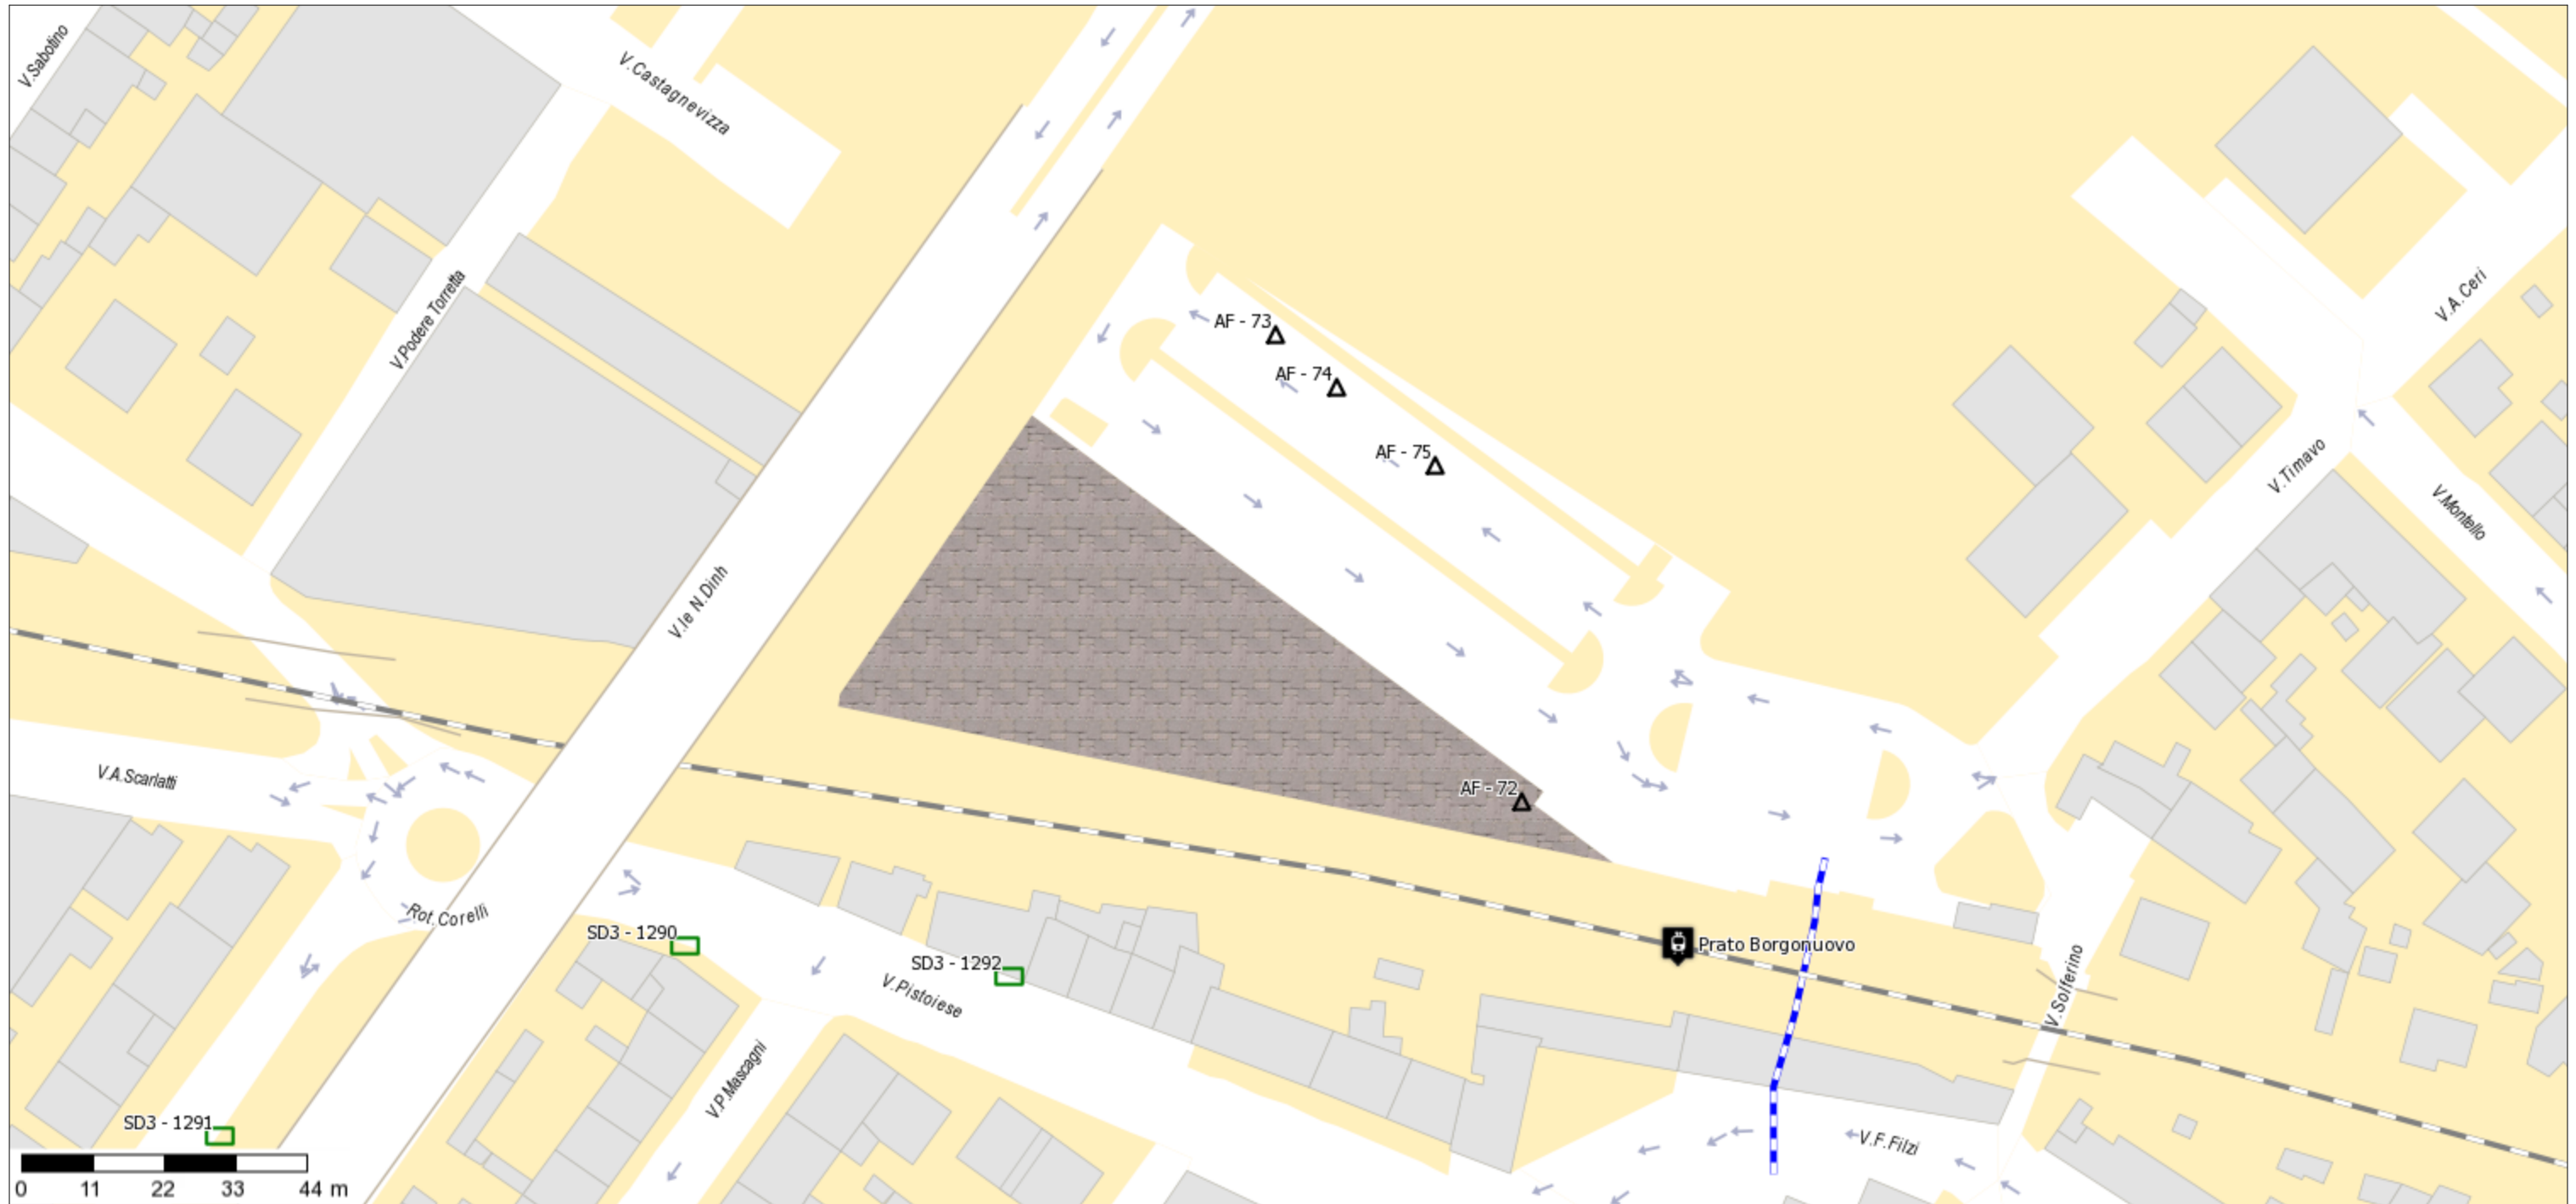 V.Sabotino
V.Castagnevizza
V.Podere Torretta
V.A.Ceri
AF - 73
AF - 74
AF - 75
V.Timavo
V.Montello
V.le N.Dinh
V.A.Scarlatti
AF - 72
Rot.Corelli
SD3 - 1290
SD3 - 1292
Prato Borgonuovo
V.Pistoiese
V.Solferino
V.P.Mascagni
SD3 - 1291
V.F.Filzi
0 11 22 33 44 m